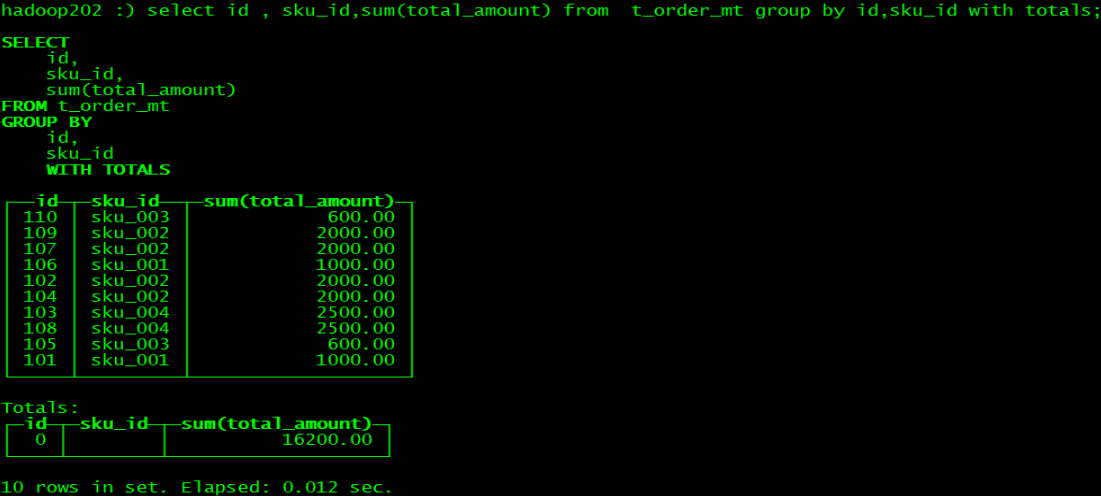 hadoop202 :) select id , sku_id,sum(total_amount) from  t_order_mt group by id,sku_id with totals;
SELECT
    id,
    sku_id,
    sum(total_amount)
FROM t_order_mt
GROUP BY
    id,
    sku_id
    WITH TOTALS
┌──id─┬─sku_id──┬─sum(total_amount)─┐
│ 110 │ sku_003 │ 600.00 │
│ 109 │ sku_002 │ 2000.00 │
│ 107 │ sku_002 │ 2000.00 │
│ 106 │ sku_001 │ 1000.00 │
│ 102 │ sku_002 │ 2000.00 │
│ 104 │ sku_002 │ 2000.00 │
│ 103 │ sku_004 │ 2500.00 │
│ 108 │ sku_004 │ 2500.00 │
│ 105 │ sku_003 │ 600.00 │
│ 101 │ sku_001 │ 1000.00 │
Totals:
┌─id─┬─sku_id─┬─sum(total_amount)─┐
│ 0 │ │ 16200.00 │
10 rows in set. Elapsed: 0.012 sec.